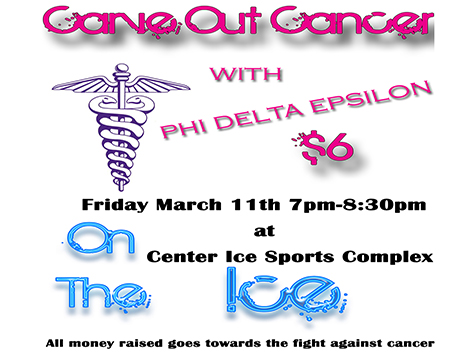 Carve Out Cancer
WITH
PHI DELTA EPSILON
$6
Friday March 11th 7pm-8:30pm
at
Center Ice Sports Complex
On
The Ice
All money raised goes towards the fight against cancer